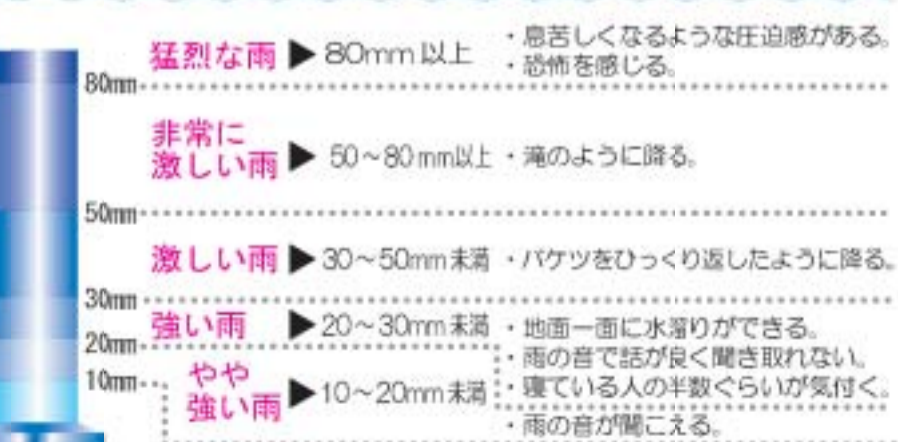 猛烈な雨 ▶ 80mm 以上 ・息苦しくなるような圧迫感がある。
・恐怖を感じる。
80mm
非常に
激しい雨 ▶ 50～80mm以上 ・滝のように降る。
50mm
激しい雨 ▶ 30～50mm未満 ・バケツをひっくり返したように降る。
30mm
強い雨 ▶ 20～30mm未満 ・地面一面に水溜りができる。
20mm
・雨の音で話が良く聞き取れない。
10mm
やや
強い雨 ▶ 10～20mm未満 ・寝ている人の半数ぐらいが気付く。
・雨の音が聞こえる。